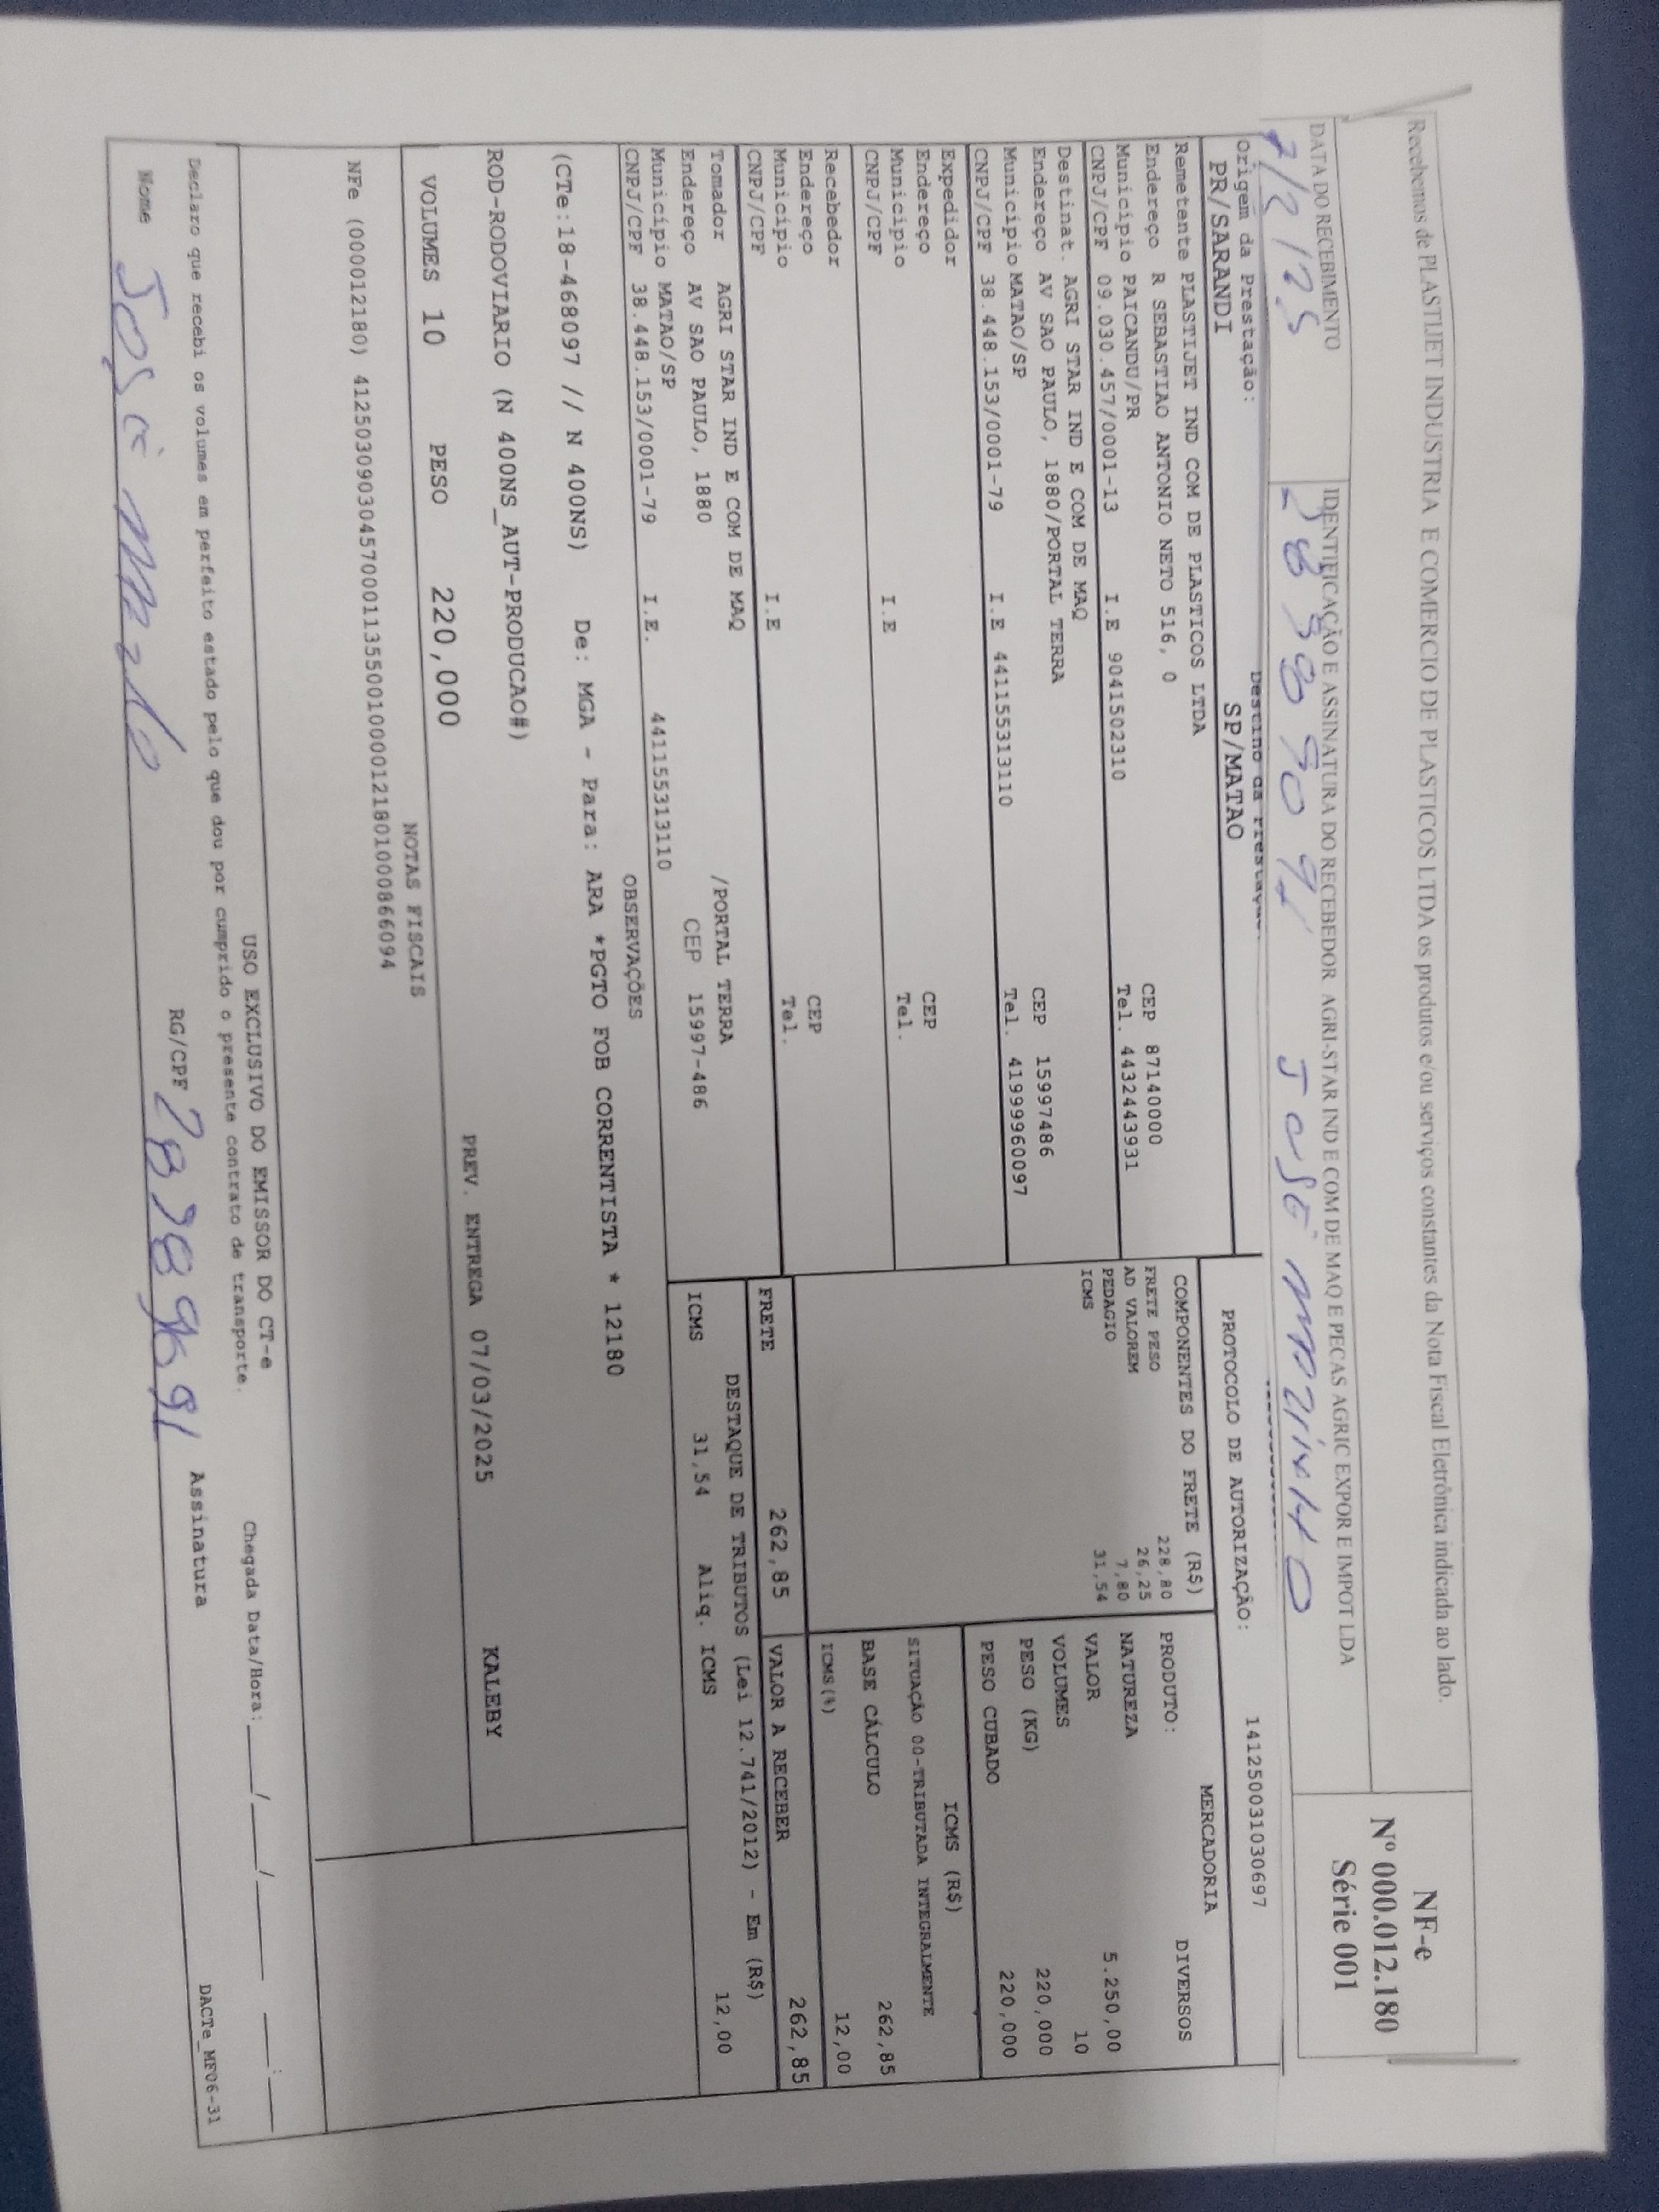 Recebemos de PLASTIJET INDUSTRIA E COMERCIO DE PLASTICOS LTDA os produtos e/ou serviços constantes da Nota Fiscal Eletrônica indicada ao lado.
NF-e
Nº 000.012.180
Série 001
DATA DO RECEBIMENTO
IDENTIFICAÇÃO E ASSINATURA DO RECEBEDOR AGRI-STAR IND E COM DE MAQ E PECAS AGRIC EXPOR E IMPOT LDA
Origem da Prestação:
PR/SARANDI
Destino da Prestação:
SP/MATAO
PROTOCOLO DE AUTORIZAÇÃO:
141250031030697
Remetente PLASTIJET IND COM DE PLASTICOS LTDA
Endereço R SEBASTIAO ANTONIO NETO 516, 0 CEP 87140000
Município PAICANDU/PR Tel. 4432443931
CNPJ/CPF 09.030.457/0001-13 I.E 9041502310
Destinat. AGRI STAR IND E COM DE MAQ
Endereço AV SAO PAULO, 1880/PORTAL TERRA CEP 15997486
Município MATAO/SP Tel. 41999960097
CNPJ/CPF 38.448.153/0001-79 I.E 441155313110
Expedidor
Endereço CEP
Município Tel.
CNPJ/CPF I.E
Recebedor
Endereço CEP
Município Tel.
CNPJ/CPF I.E
Tomador AGRI STAR IND E COM DE MAQ /PORTAL TERRA
Endereço AV SAO PAULO, 1880 CEP 15997-486
Município MATAO/SP
CNPJ/CPF 38.448.153/0001-79 I.E. 441155313110
COMPONENTES DO FRETE (R$)
FRETE PESO 228,80
AD VALOREM 26,25
PEDAGIO 7,80
ICMS 31,54
MERCADORIA
PRODUTO: DIVERSOS
NATUREZA
VALOR 5.250,00
VOLUMES 10
PESO (KG) 220,000
PESO CUBADO 220,000
ICMS (R$)
SITUAÇÃO 00-TRIBUTADA INTEGRALMENTE
BASE CÁLCULO 262,85
ICMS(%) 12,00
FRETE 262,85
VALOR A RECEBER 262,85
DESTAQUE DE TRIBUTOS (Lei 12.741/2012) - Em (R$)
ICMS 31,54 Aliq. ICMS 12,00
OBSERVAÇÕES
(CTe:18-468097 // N 400NS) De: MGA - Para: ARA *PGTO FOB CORRENTISTA * 12180
ROD-RODOVIARIO (N 400NS_AUT-PRODUCAO#)
VOLUMES 10 PESO 220,000 PREV. ENTREGA 07/03/2025 KALEBY
NOTAS FISCAIS
NFe (000012180) 41250309030457000113550010000121801000866094
USO EXCLUSIVO DO EMISSOR DO CT-e
Declaro que recebi os volumes em perfeito estado pelo que dou por cumprido o presente contrato de transporte.
Chegada Data/Hora:___/___/_____ ___:___
Nome José
RG/CPF
Assinatura
DACTe_MF06-31